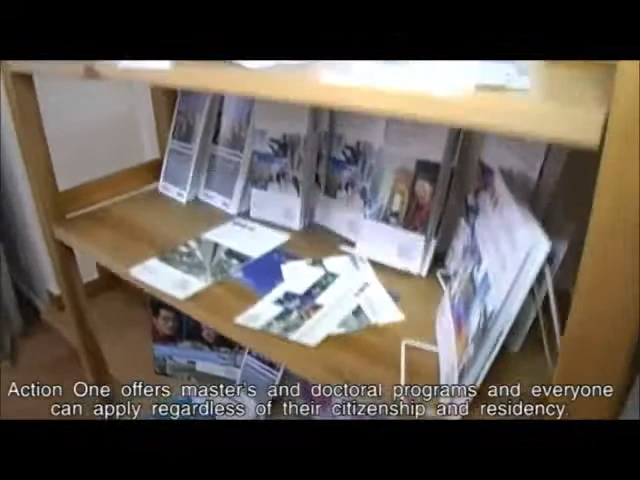 Action One offers master's and doctoral programs and everyone
can apply regardless of their citizenship and residency.